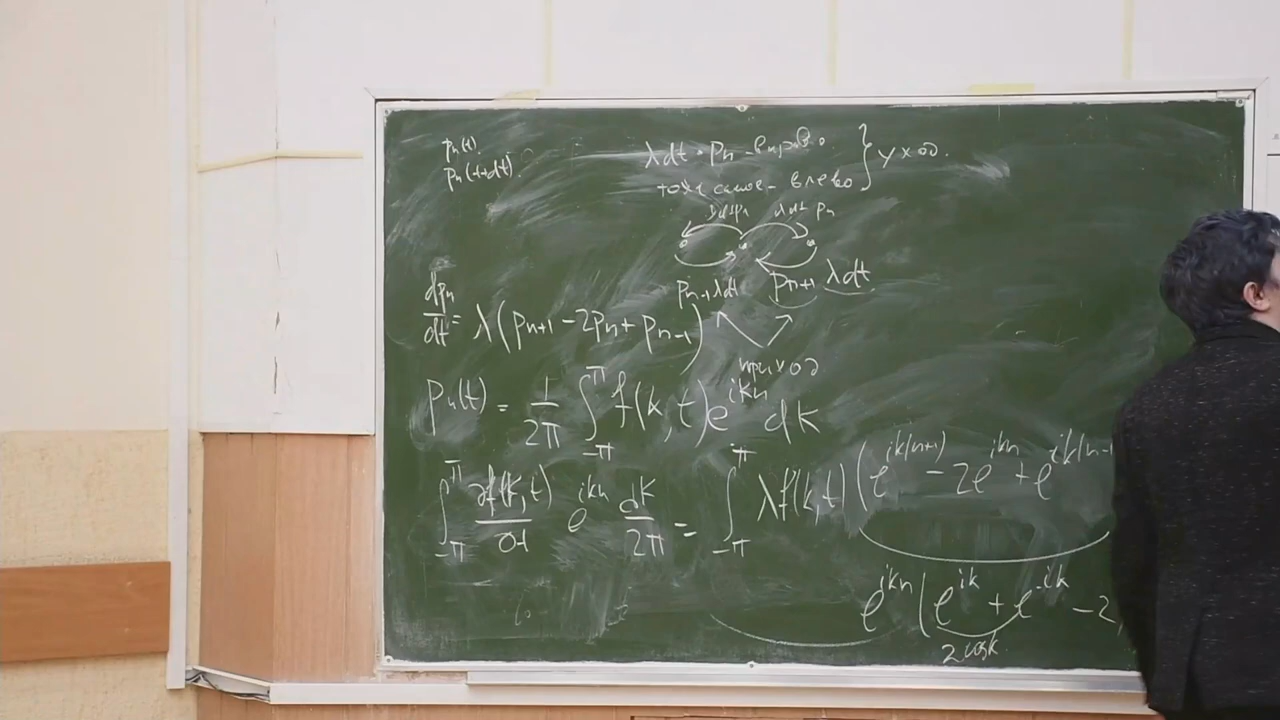 pₙ(t).
pₙ(t+dt).
λdt · pₙ - вправо
тоже самое - влево } уход.
λdt pₙ λdt pₙ
pₙ₋₁ λdt pₙ₊₁ λdt
dpₙ/dt = λ(pₙ₊₁ - 2pₙ + pₙ₋₁)
приход
pₙ(t) = 1/2π ∫_{-π}^{π} f(k,t) e^{ikn} dk
∫_{-π}^{π} ∂f(k,t)/∂t e^{ikn} dk/2π = ∫_{-π}^{π} λf(k,t) (e^{ik(n+1)} - 2e^{ikn} + e^{ik(n-1
e^{ikn} (e^{ik} + e^{-ik} - 2
2cosk